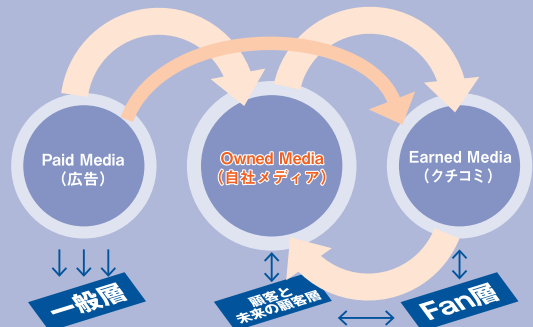 Paid Media
（広告）
Owned Media
（自社メディア）
Earned Media
（クチコミ）
一般層
顧客と
未来の顧客層
Fan層